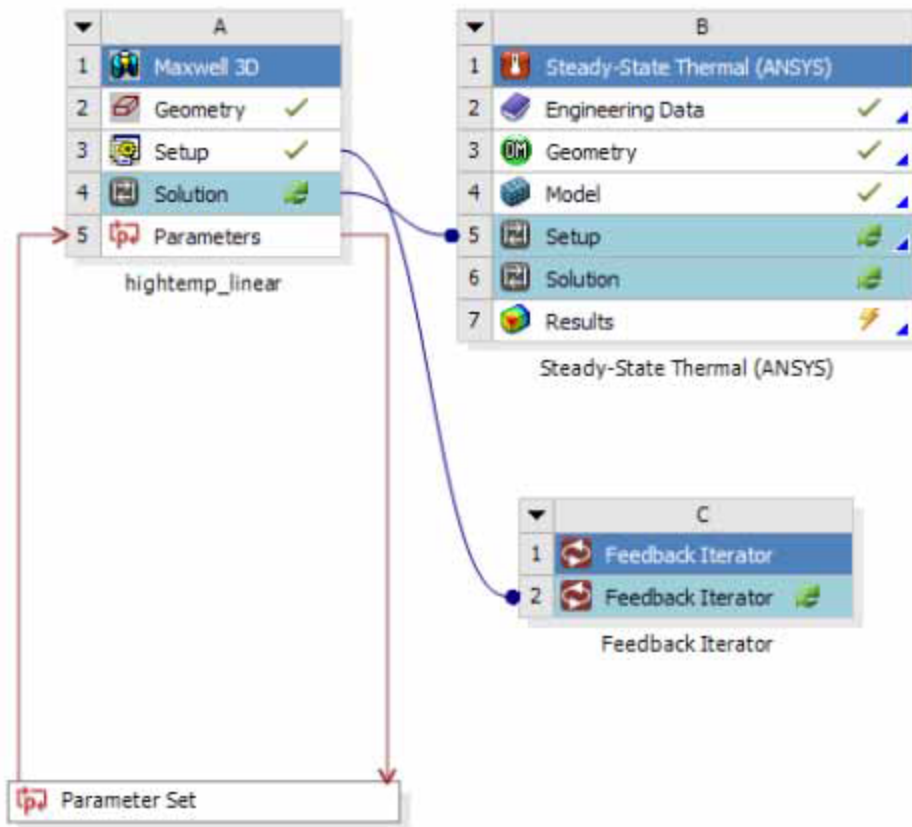 A
1 Maxwell 3D
2 Geometry
3 Setup
4 Solution
5 Parameters
hightemp_linear
B
1 Steady-State Thermal (ANSYS)
2 Engineering Data
3 Geometry
4 Model
5 Setup
6 Solution
7 Results
Steady-State Thermal (ANSYS)
C
1 Feedback Iterator
2 Feedback Iterator
Feedback Iterator
Parameter Set